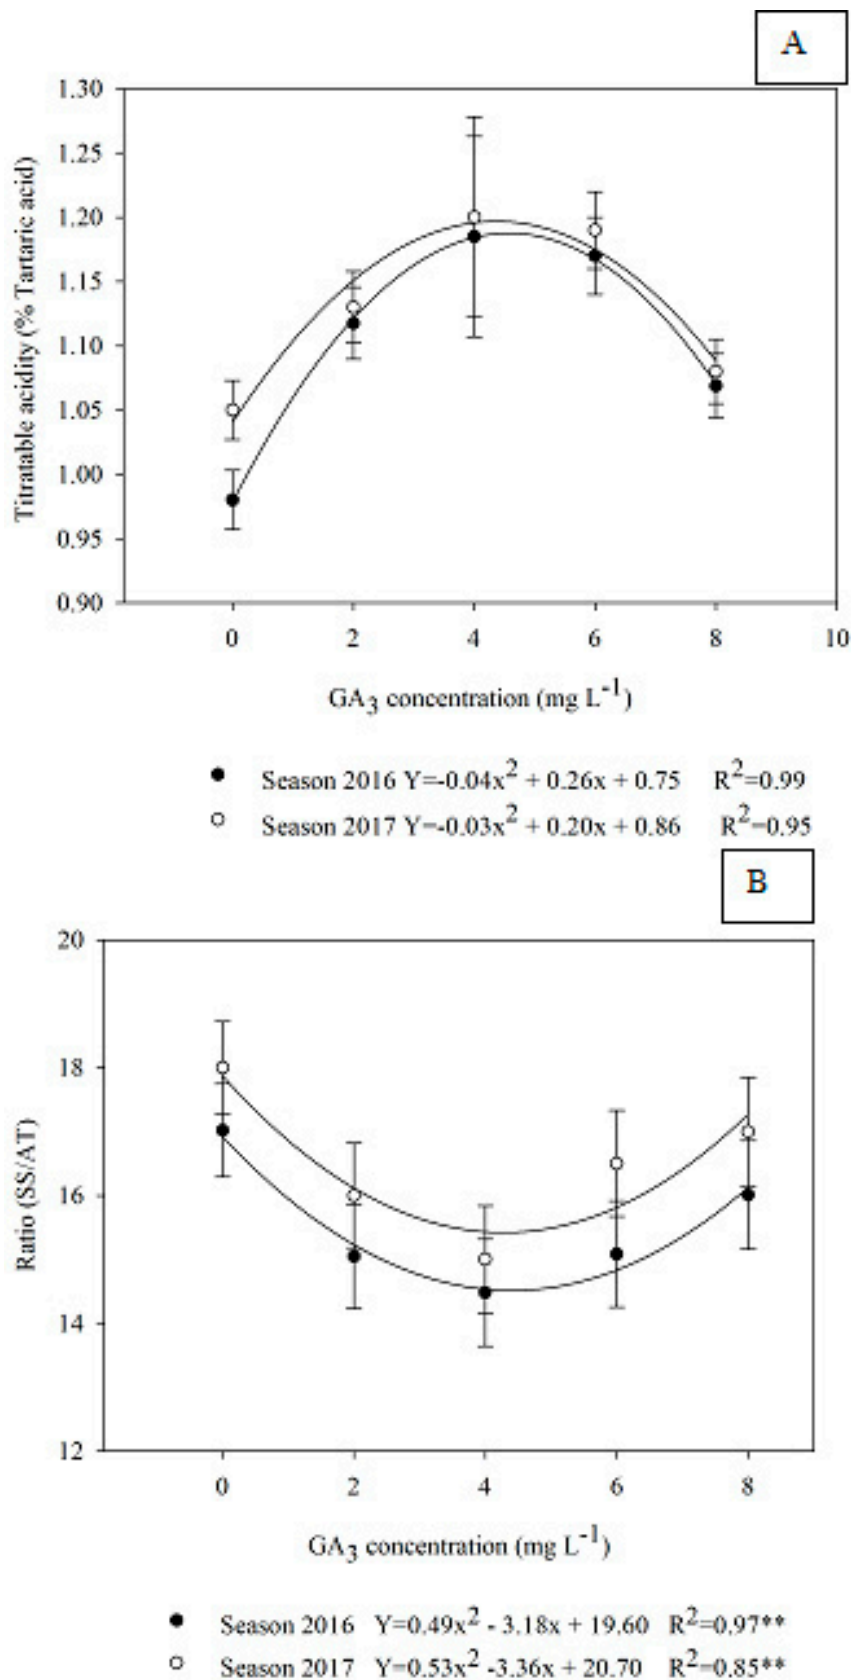 A
1.30
1.25
1.20
1.15
1.10
1.05
1.00
0.95
0.90
Titratable acidity (% Tartaric acid)
0 2 4 6 8 10
GA3 concentration (mg L-1)
Season 2016 Y=-0.04x2 + 0.26x + 0.75 R2=0.99
Season 2017 Y=-0.03x2 + 0.20x + 0.86 R2=0.95
B
20
18
16
14
12
Ratio (SS/AT)
0 2 4 6 8
GA3 concentration (mg L-1)
Season 2016 Y=0.49x2 - 3.18x + 19.60 R2=0.97**
Season 2017 Y=0.53x2 -3.36x + 20.70 R2=0.85**